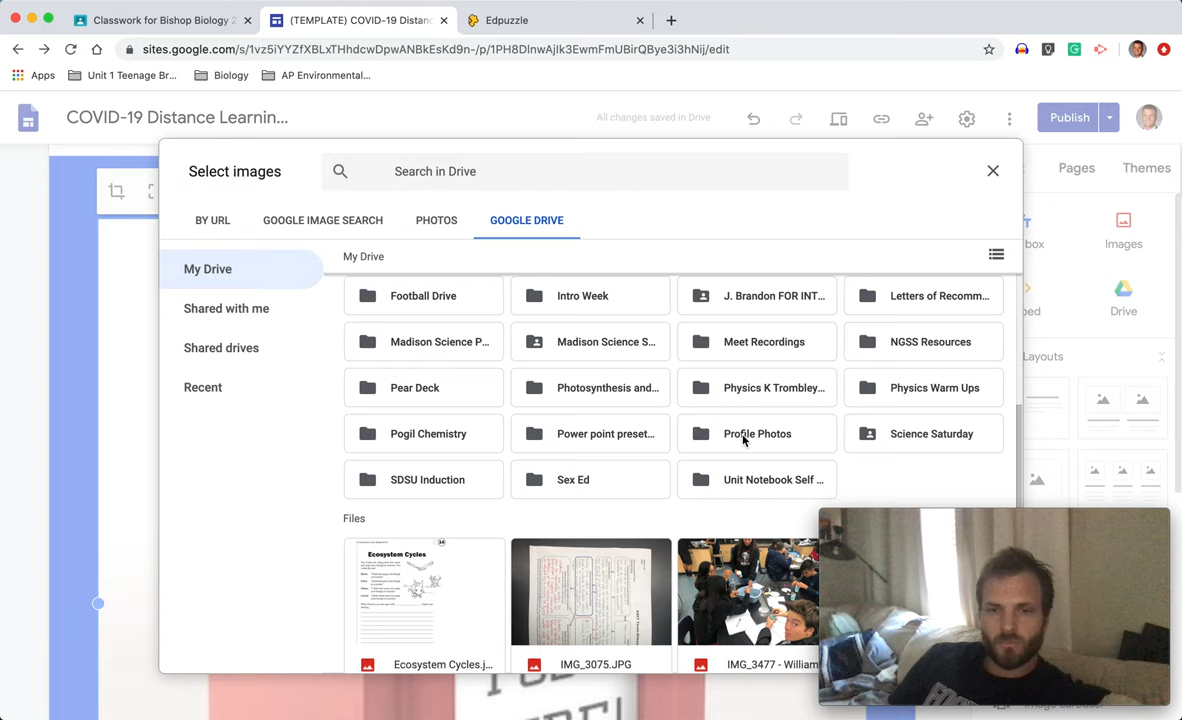 Classwork for Bishop Biology 2
(TEMPLATE) COVID-19 Distanc
Edpuzzle
sites.google.com/s/1vz5iYYZfXBLxTHhdcwDpwANBkEsKd9n-/p/1PH8DlnwAjlk3EwmFmUBirQBye3i3hNij/edit
Apps
Unit 1 Teenage Br...
Biology
AP Environmental...
COVID-19 Distance Learnin...
All changes saved in Drive
Publish
Select images
Search in Drive
Pages
Themes
BY URL
GOOGLE IMAGE SEARCH
PHOTOS
GOOGLE DRIVE
box
Images
My Drive
My Drive
Football Drive
Intro Week
J. Brandon FOR INT...
Letters of Recomm...
Shared with me
Drive
Madison Science P...
Madison Science S...
Meet Recordings
NGSS Resources
Shared drives
Layouts
Recent
Pear Deck
Photosynthesis and...
Physics K Trombley...
Physics Warm Ups
Pogil Chemistry
Power point preset...
Profile Photos
Science Saturday
SDSU Induction
Sex Ed
Unit Notebook Self ...
Files
Ecosystem Cycles
Ecosystem Cycles.j...
IMG_3075.JPG
IMG_3477 - William